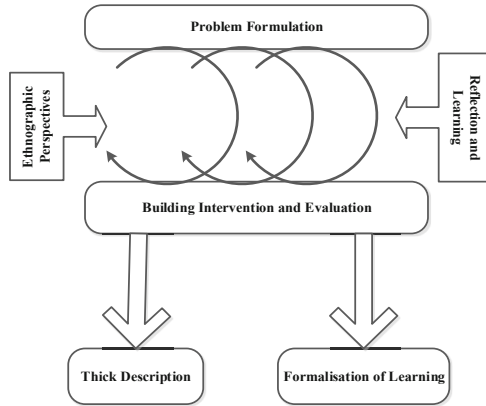 Problem Formulation
Ethnographic
Perspectives
Reflection and
Learning
Building Intervention and Evaluation
Thick Description
Formalisation of Learning